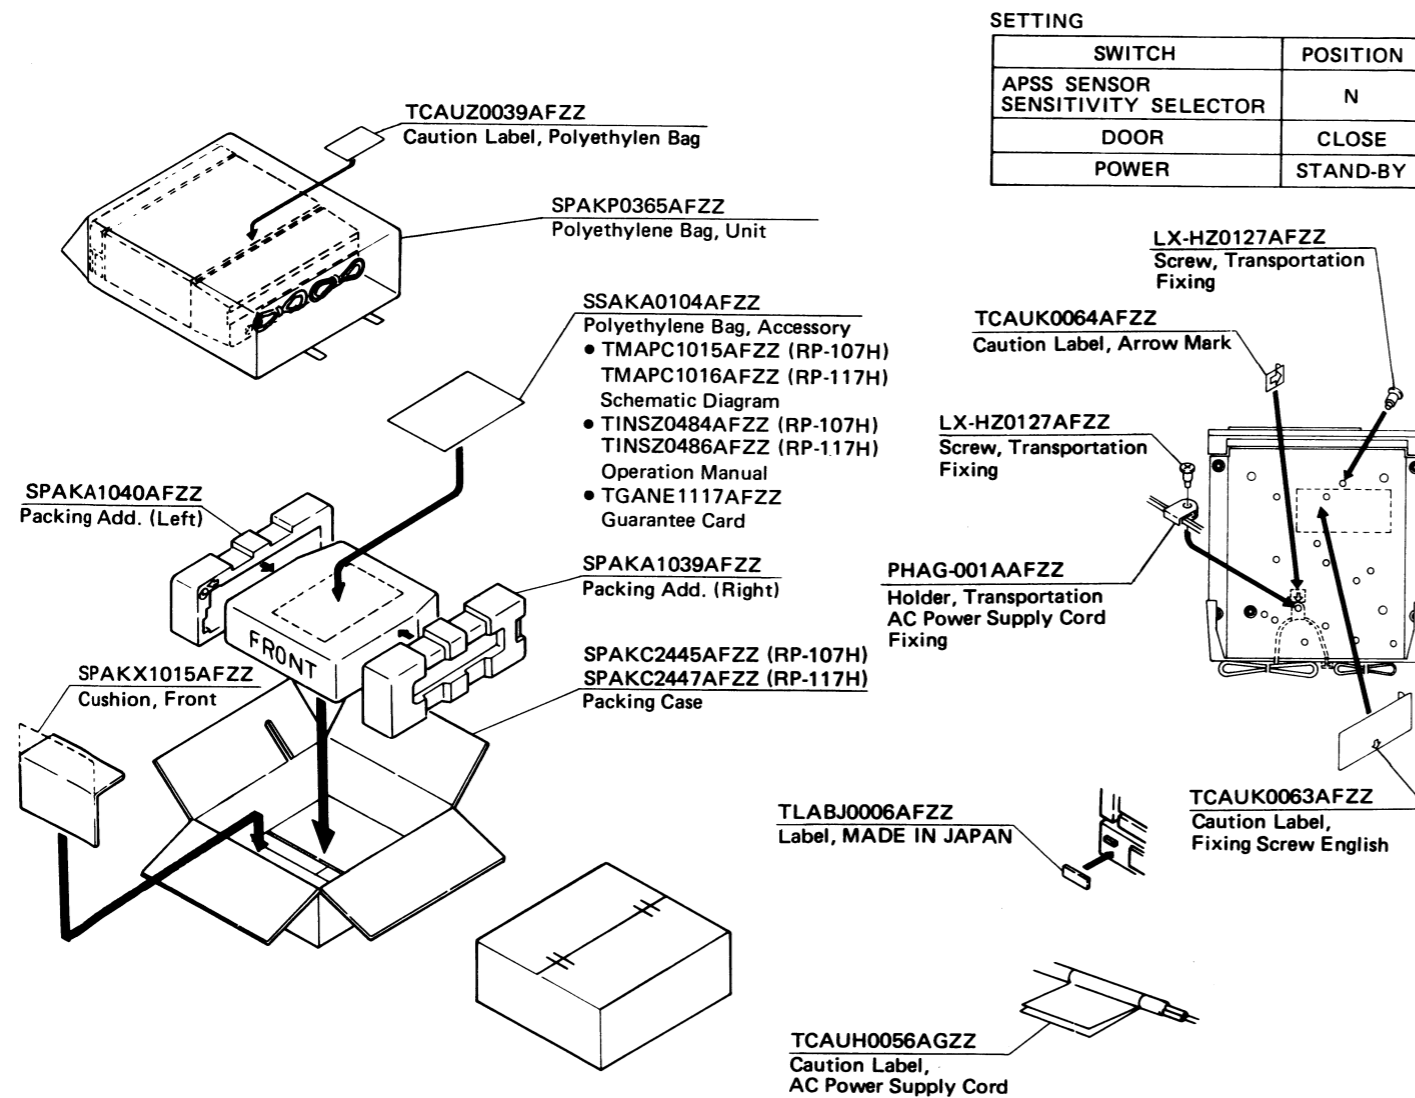 SETTING
SWITCH POSITION
APSS SENSOR
SENSITIVITY SELECTOR N
DOOR CLOSE
POWER STAND-BY
TCAUZ0039AFZZ
Caution Label, Polyethylen Bag
SPAKP0365AFZZ
Polyethylene Bag, Unit
SSAKA0104AFZZ
Polyethylene Bag, Accessory
● TMAPC1015AFZZ (RP-107H)
TMAPC1016AFZZ (RP-117H)
Schematic Diagram
● TINSZ0484AFZZ (RP-107H)
TINSZ0486AFZZ (RP-117H)
Operation Manual
● TGANE1117AFZZ
Guarantee Card
SPAKA1040AFZZ
Packing Add. (Left)
SPAKA1039AFZZ
Packing Add. (Right)
FRONT
SPAKC2445AFZZ (RP-107H)
SPAKC2447AFZZ (RP-117H)
Packing Case
SPAKX1015AFZZ
Cushion, Front
LX-HZ0127AFZZ
Screw, Transportation
Fixing
TCAUK0064AFZZ
Caution Label, Arrow Mark
LX-HZ0127AFZZ
Screw, Transportation
Fixing
PHAG-001AAFZZ
Holder, Transportation
AC Power Supply Cord
Fixing
TCAUK0063AFZZ
Caution Label,
Fixing Screw English
TLABJ0006AFZZ
Label, MADE IN JAPAN
TCAUH0056AGZZ
Caution Label,
AC Power Supply Cord